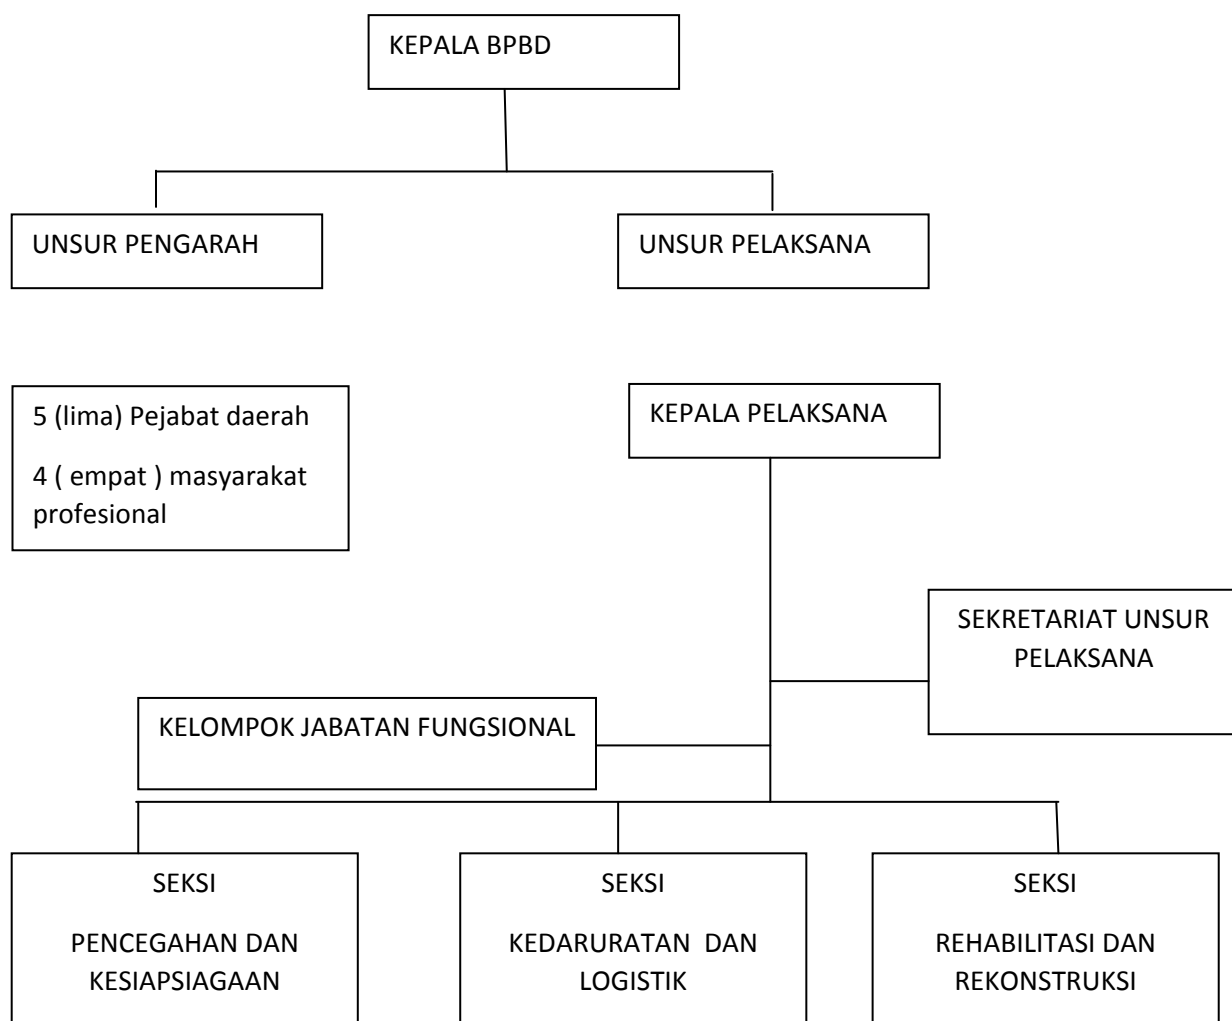 KEPALA BPBD
UNSUR PENGARAH
UNSUR PELAKSANA
5 (lima) Pejabat daerah
4 ( empat ) masyarakat
profesional
KEPALA PELAKSANA
SEKRETARIAT UNSUR
PELAKSANA
KELOMPOK JABATAN FUNGSIONAL
SEKSI
PENCEGAHAN DAN
KESIAPSIAGAAN
SEKSI
KEDARURATAN  DAN
LOGISTIK
SEKSI
REHABILITASI DAN
REKONSTRUKSI